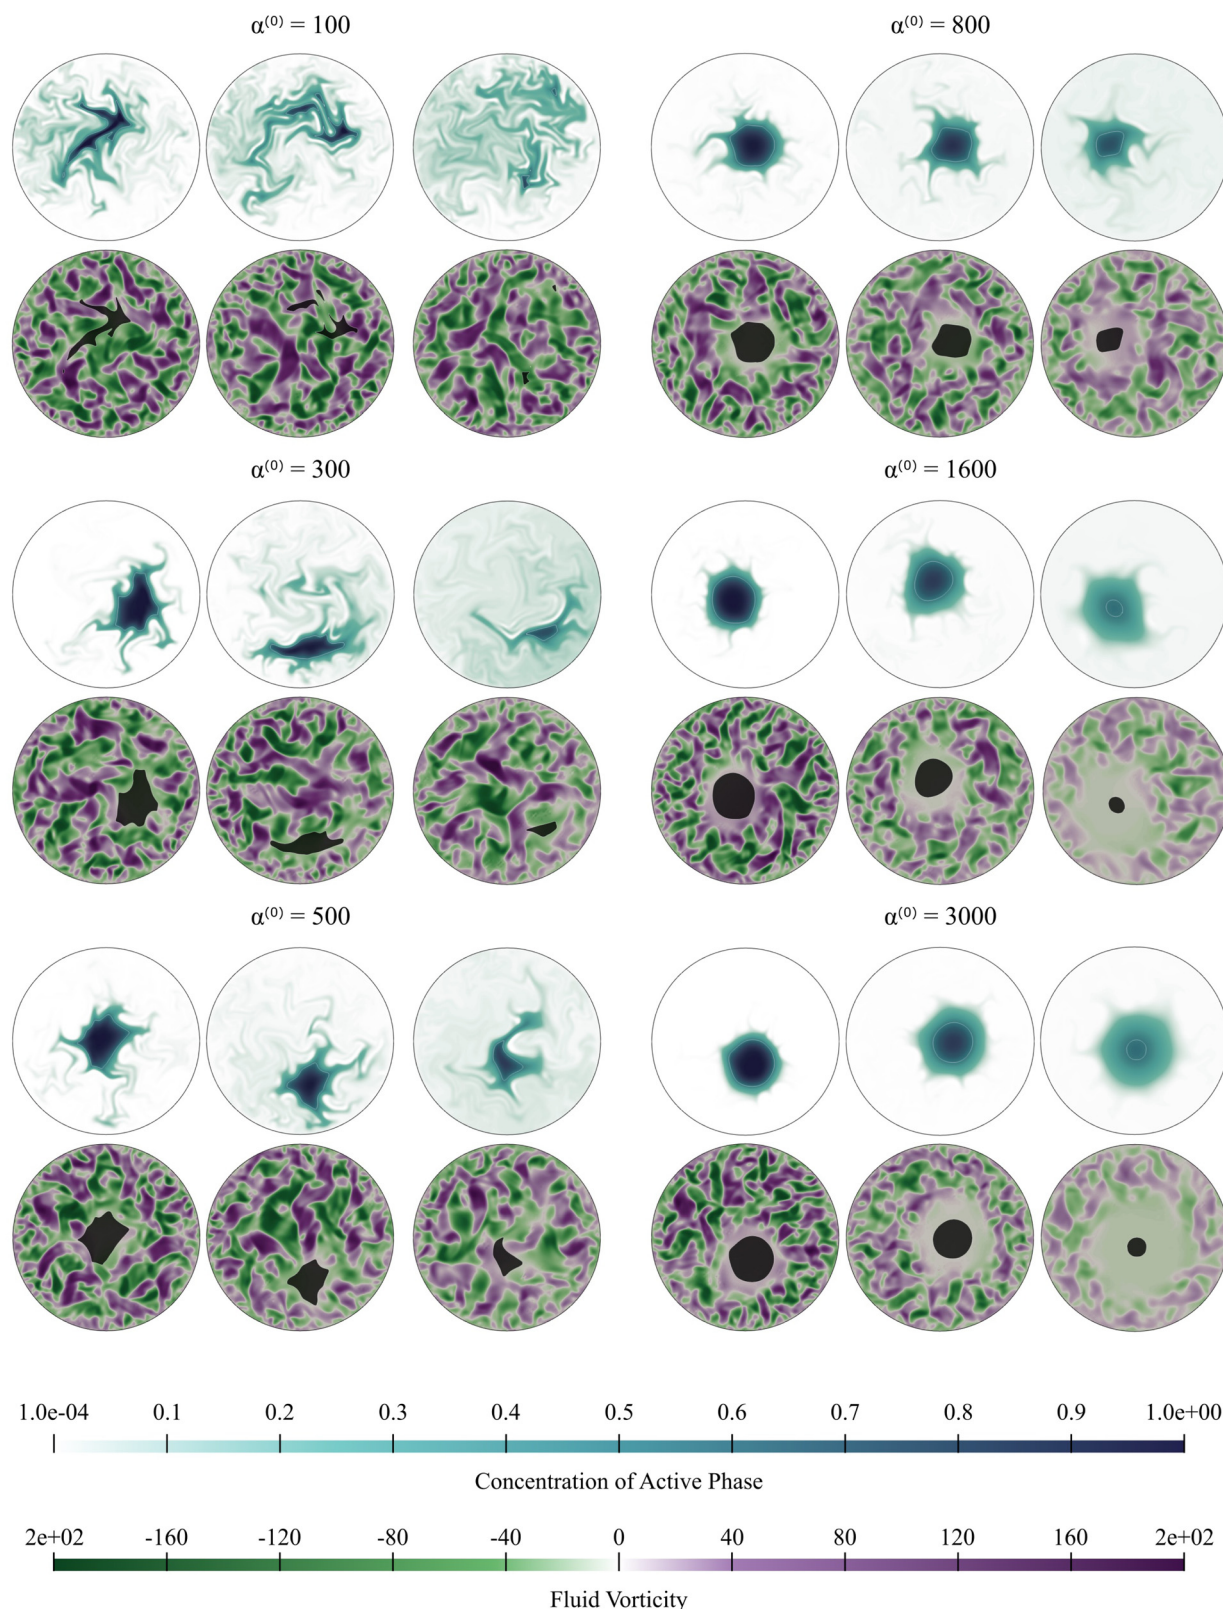 α⁽⁰⁾ = 100
α⁽⁰⁾ = 800
α⁽⁰⁾ = 300
α⁽⁰⁾ = 1600
α⁽⁰⁾ = 500
α⁽⁰⁾ = 3000
1.0e-04 0.1 0.2 0.3 0.4 0.5 0.6 0.7 0.8 0.9 1.0e+00
Concentration of Active Phase
2e+02 -160 -120 -80 -40 0 40 80 120 160 2e+02
Fluid Vorticity